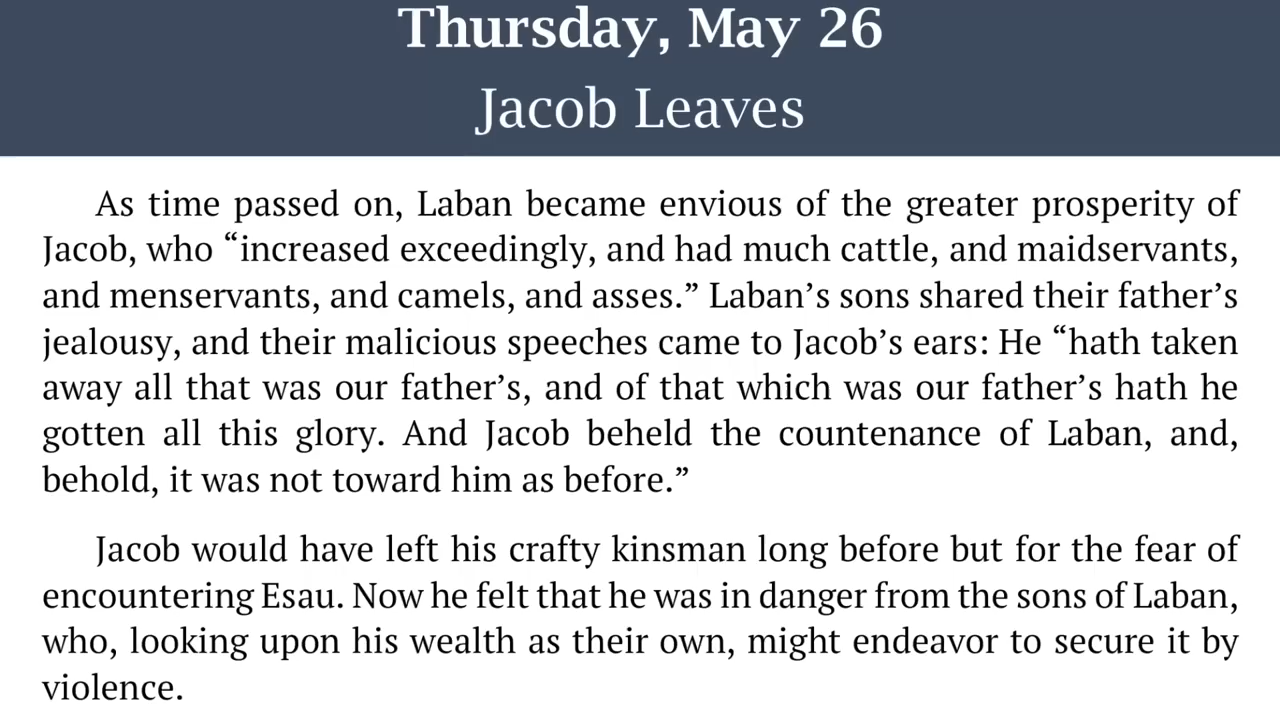 Thursday, May 26
Jacob Leaves
As time passed on, Laban became envious of the greater prosperity of
Jacob, who “increased exceedingly, and had much cattle, and maidservants,
and menservants, and camels, and asses.” Laban’s sons shared their father’s
jealousy, and their malicious speeches came to Jacob’s ears: He “hath taken
away all that was our father’s, and of that which was our father’s hath he
gotten all this glory. And Jacob beheld the countenance of Laban, and,
behold, it was not toward him as before.”
Jacob would have left his crafty kinsman long before but for the fear of
encountering Esau. Now he felt that he was in danger from the sons of Laban,
who, looking upon his wealth as their own, might endeavor to secure it by
violence.